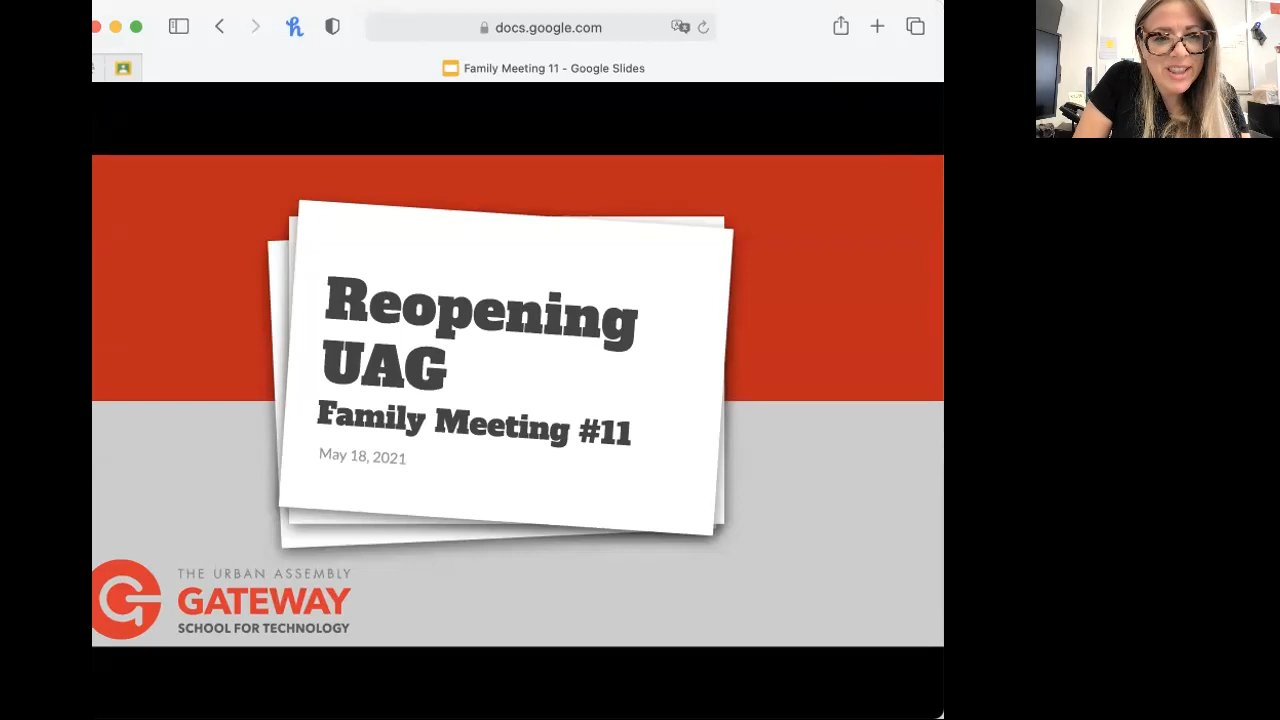 docs.google.com
Family Meeting 11 - Google Slides
Reopening
UAG
Family Meeting #11
May 18, 2021
THE URBAN ASSEMBLY
GATEWAY
SCHOOL FOR TECHNOLOGY